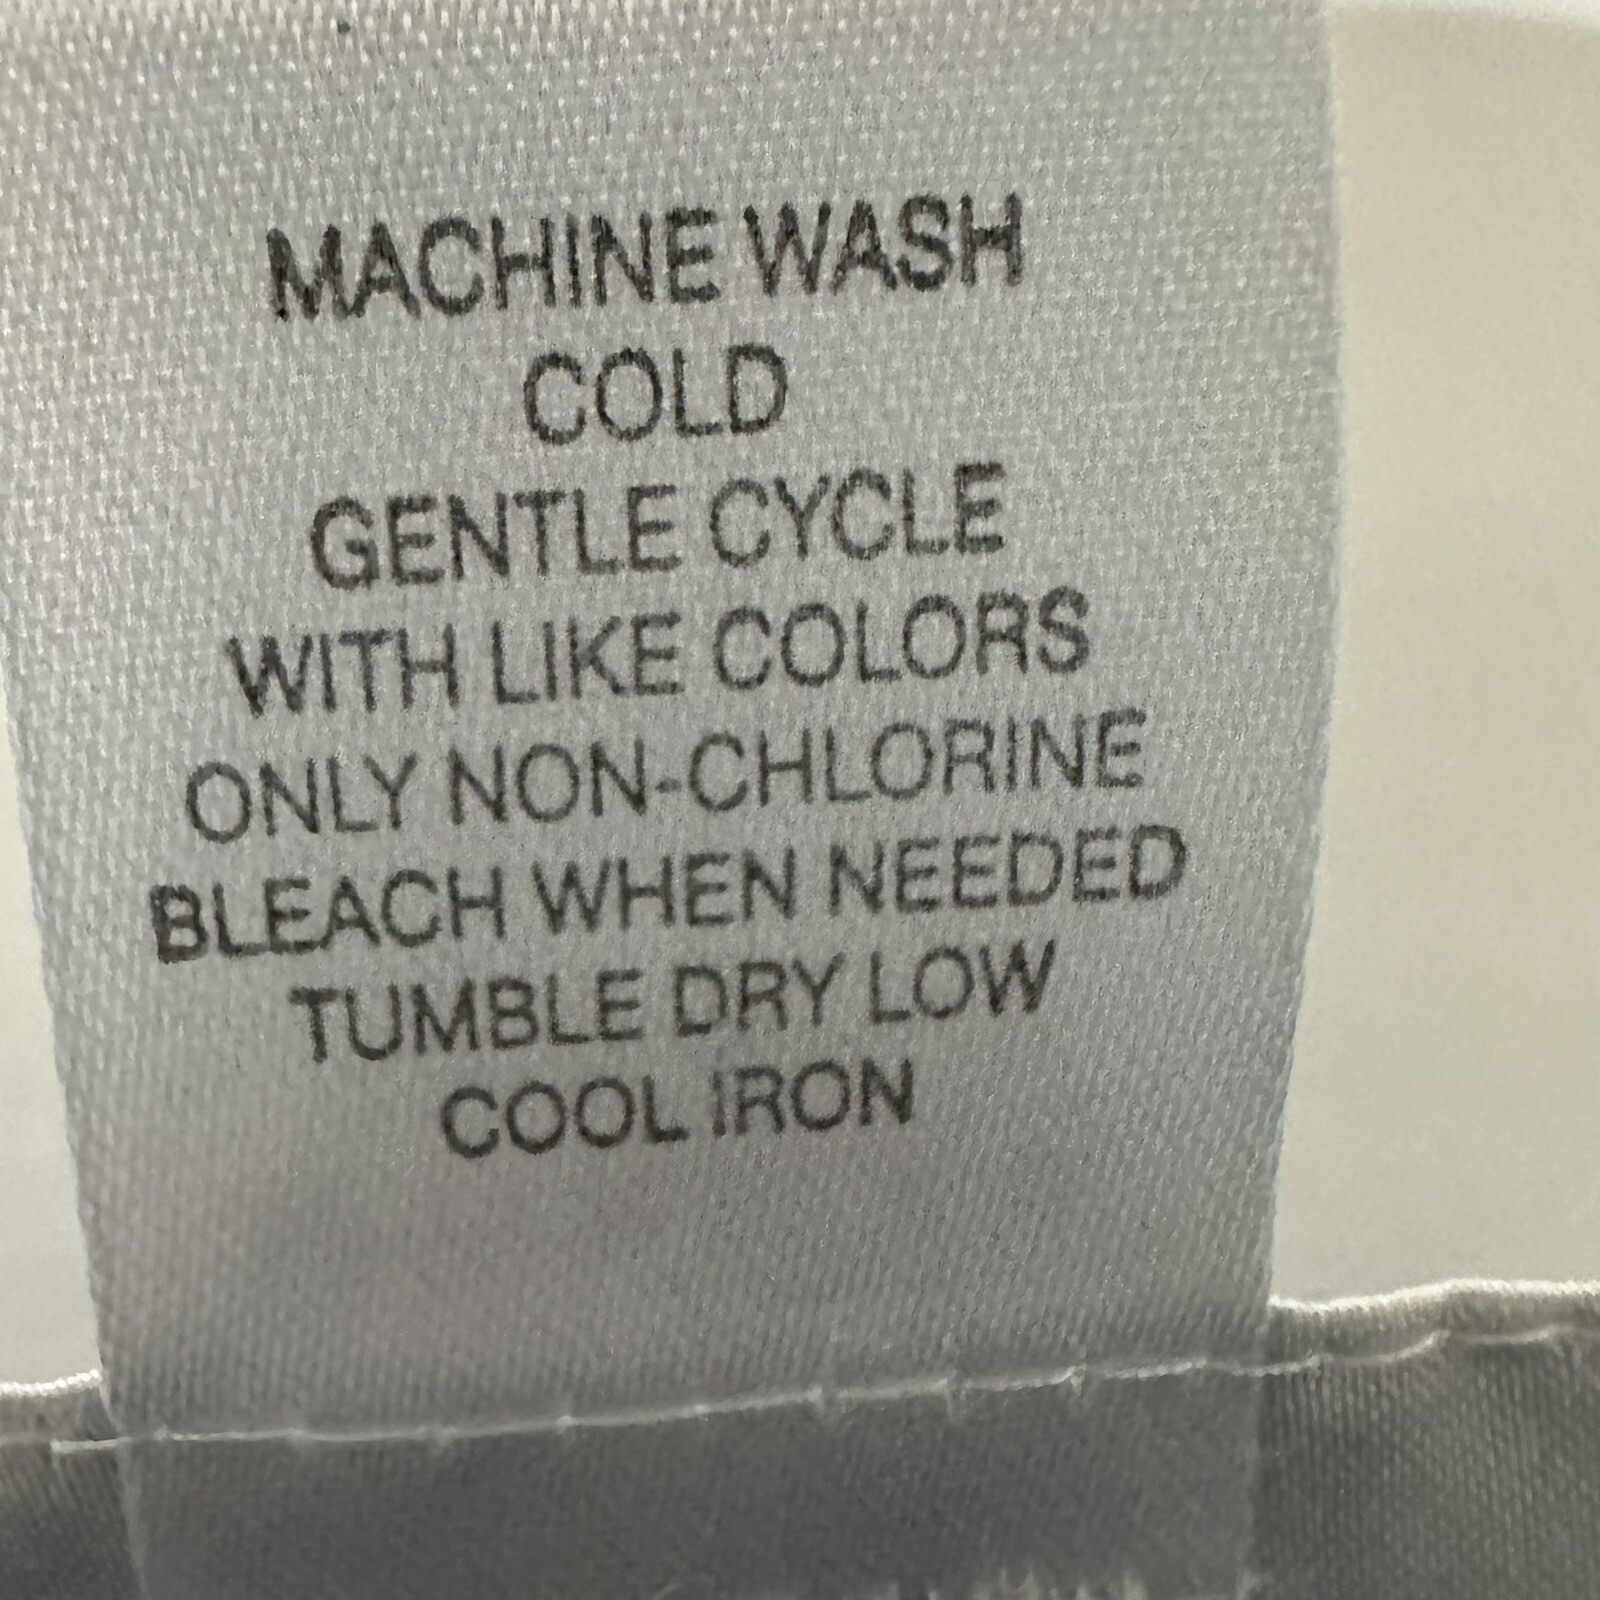 MACHINE WASH
COLD
GENTLE CYCLE
WITH LIKE COLORS
ONLY NON-CHLORINE
BLEACH WHEN NEEDED
TUMBLE DRY LOW
COOL IRON